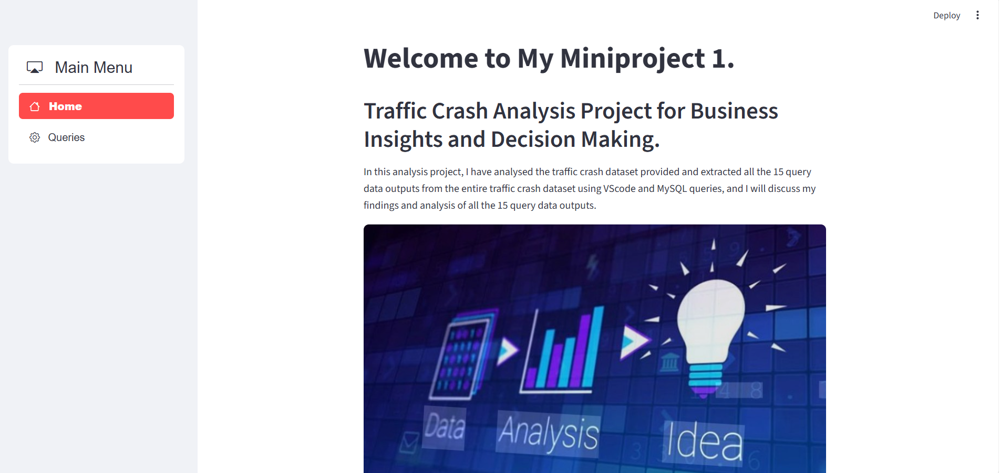 Deploy
Main Menu
Home
Queries
Welcome to My Miniproject 1.
Traffic Crash Analysis Project for Business
Insights and Decision Making.
In this analysis project, I have analysed the traffic crash dataset provided and extracted all the 15 query
data outputs from the entire traffic crash dataset using VScode and MySQL queries, and I will discuss my
findings and analysis of all the 15 query data outputs.
Data
Analysis
Idea